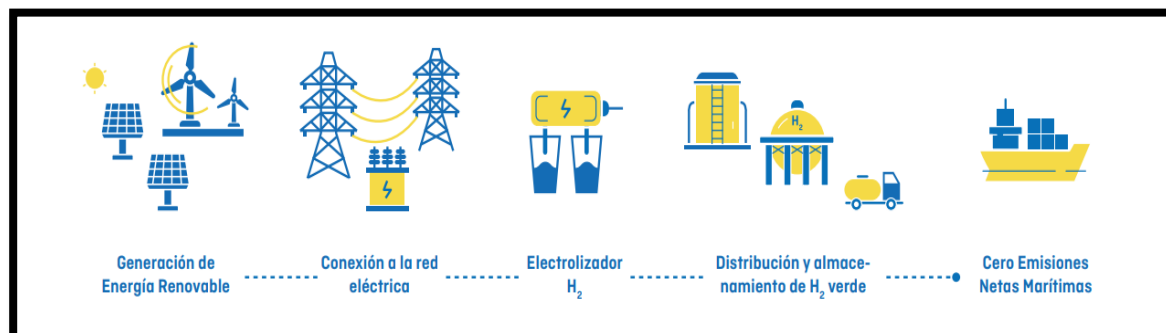 H₂
Generación de
Energía Renovable
Conexión a la red
eléctrica
Electrolizador
H₂
Distribución y almace-
namiento de H₂ verde
Cero Emisiones
Netas Marítimas